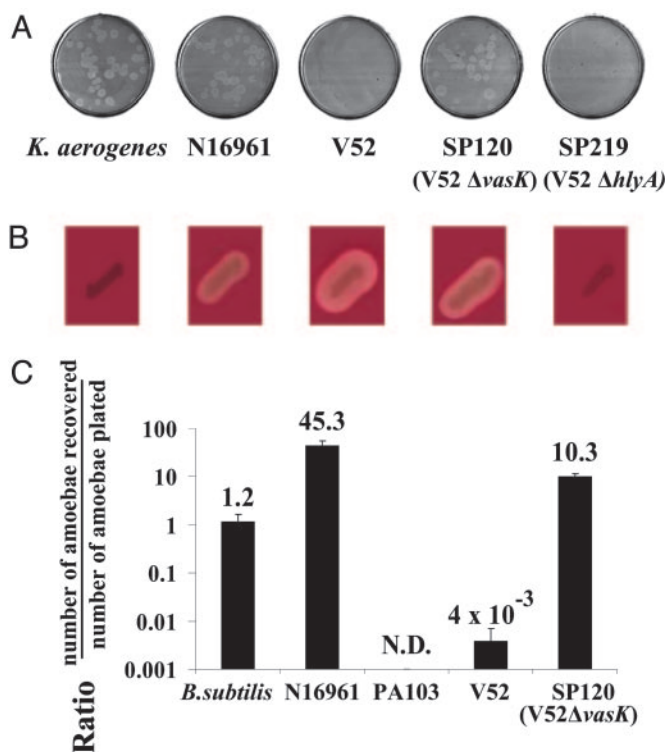 A
K. aerogenes N16961 V52 SP120 SP219
(V52 ΔvasK) (V52 ΔhlyA)
B
C
Ratio
number of amoebae recovered
number of amoebae plated
100
10
1
0.1
0.01
0.001
1.2
45.3
N.D.
4 x 10⁻³
10.3
B.subtilis N16961 PA103 V52 SP120
(V52ΔvasK)